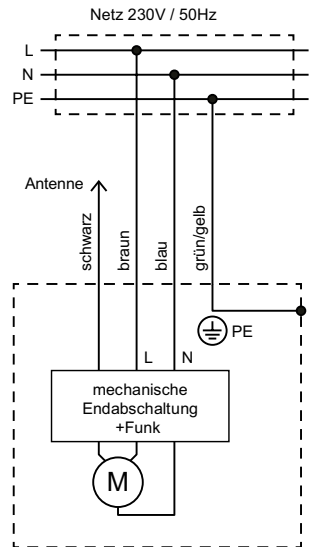 Netz 230V / 50Hz
L
N
PE
Antenne
schwarz
braun
blau
grün/gelb
PE
L
N
mechanische
Endabschaltung
+Funk
M